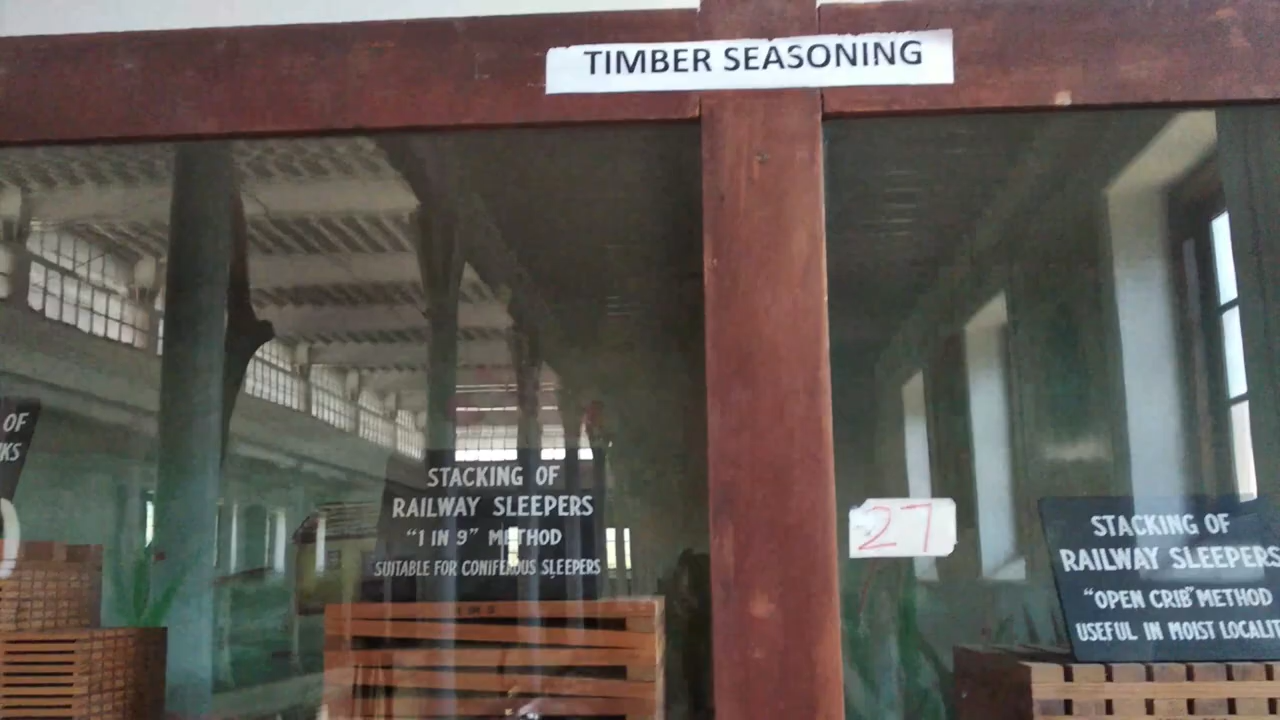 TIMBER SEASONING
OF
STACKING OF
RAILWAY SLEEPERS
"1 IN 9" METHOD
SUITABLE FOR CONIFEROUS SLEEPERS
27
STACKING OF
RAILWAY SLEEPERS
"OPEN CRIB" METHOD
USEFUL IN MOIST